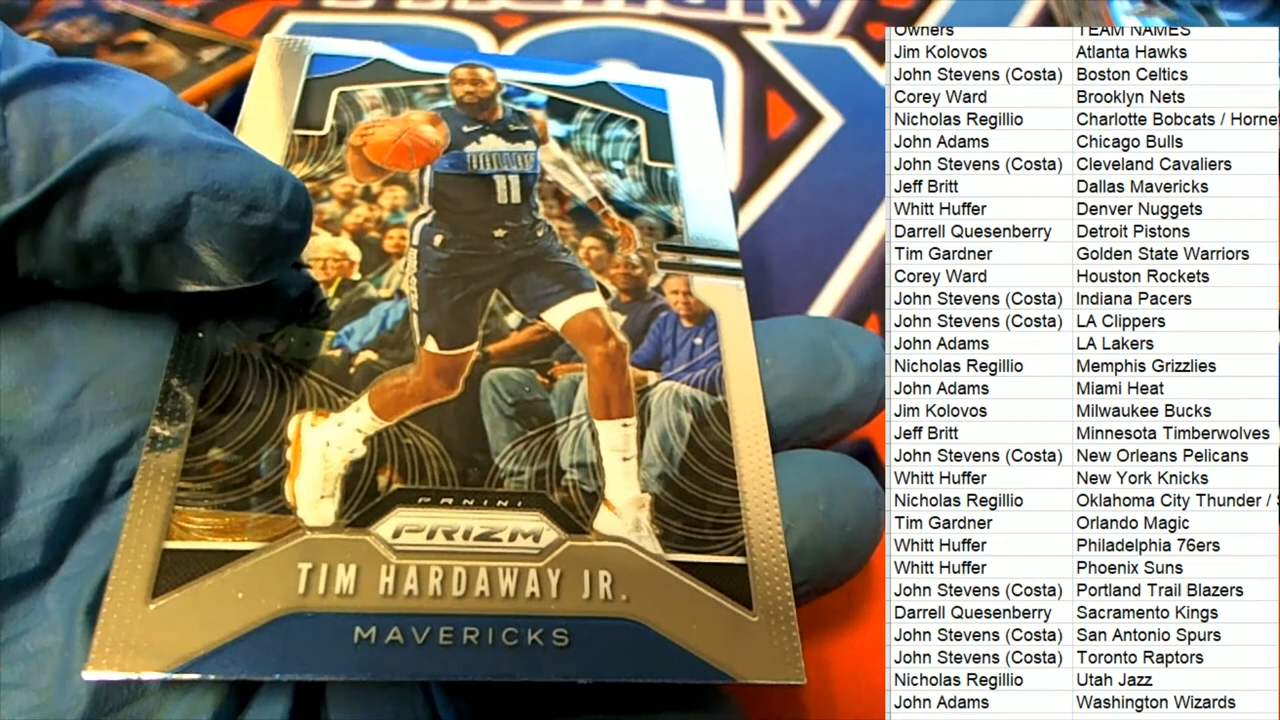 DALLAS
11
PANINI
PRIZM
TIM HARDAWAY JR.
MAVERICKS
Owners TEAM NAMES
Jim Kolovos Atlanta Hawks
John Stevens (Costa) Boston Celtics
Corey Ward Brooklyn Nets
Nicholas Regillio Charlotte Bobcats / Horne
John Adams Chicago Bulls
John Stevens (Costa) Cleveland Cavaliers
Jeff Britt Dallas Mavericks
Whitt Huffer Denver Nuggets
Darrell Quesenberry Detroit Pistons
Tim Gardner Golden State Warriors
Corey Ward Houston Rockets
John Stevens (Costa) Indiana Pacers
John Stevens (Costa) LA Clippers
John Adams LA Lakers
Nicholas Regillio Memphis Grizzlies
John Adams Miami Heat
Jim Kolovos Milwaukee Bucks
Jeff Britt Minnesota Timberwolves
John Stevens (Costa) New Orleans Pelicans
Whitt Huffer New York Knicks
Nicholas Regillio Oklahoma City Thunder /
Tim Gardner Orlando Magic
Whitt Huffer Philadelphia 76ers
Whitt Huffer Phoenix Suns
John Stevens (Costa) Portland Trail Blazers
Darrell Quesenberry Sacramento Kings
John Stevens (Costa) San Antonio Spurs
John Stevens (Costa) Toronto Raptors
Nicholas Regillio Utah Jazz
John Adams Washington Wizards